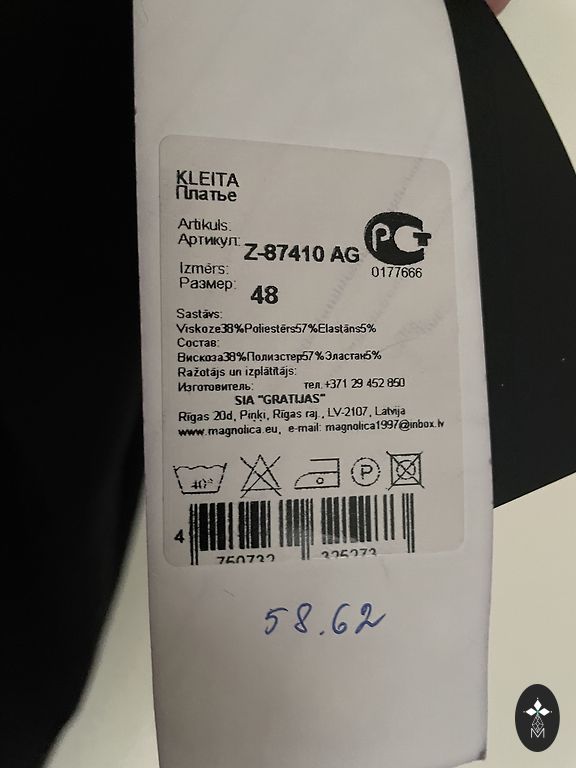 KLEITA
Платье
Artikuls:
Артикул: Z-87410 AG
0177666
Izmērs:
Размер: 48
Sastāvs:
Viskoze38%Poliesters57%Elastāns5%
Состав:
Вискоза38%Полиэстер57%Эластан5%
Ražotājs un izplātītājs:
Изготовитель: тел.+371 29 452 850
SIA "GRATIJAS"
Rīgas 20d, Piņķi, Rīgas raj., LV-2107, Latvija
www.magnolica.eu, e-mail: magnolica1997@inbox.lv
40°
P
4 750732 325273
58.62
M